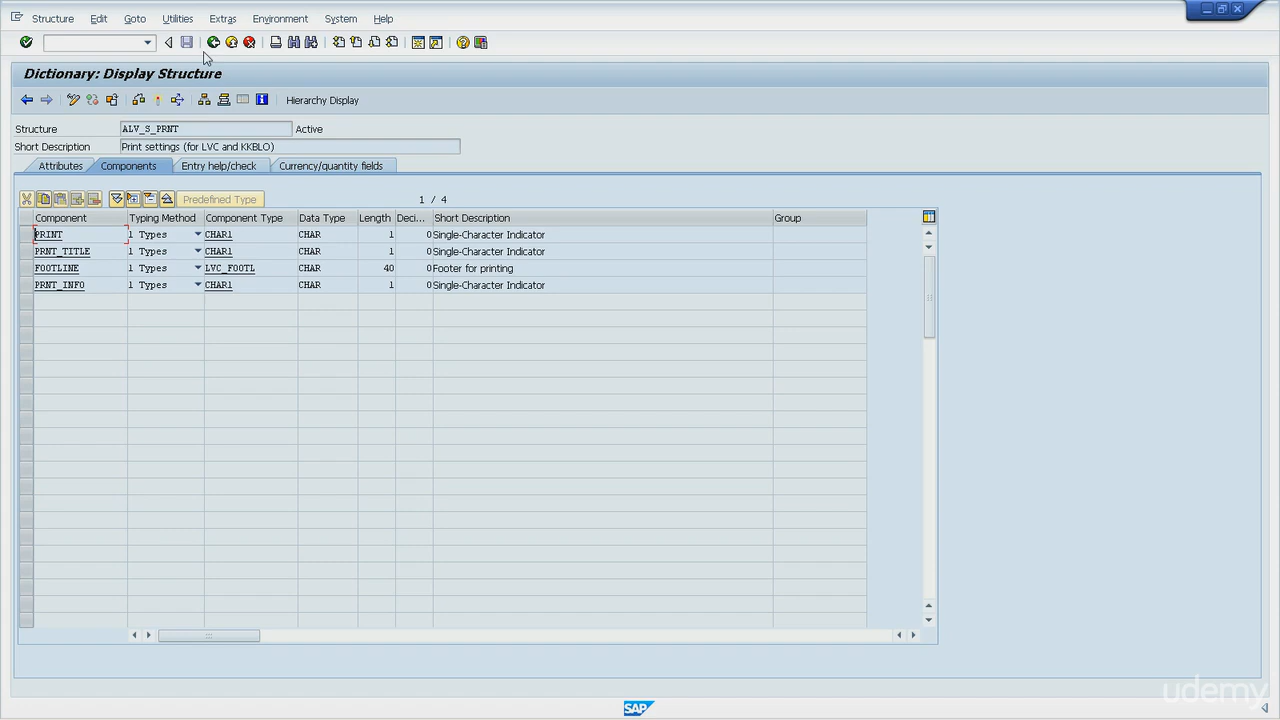 Structure Edit Goto Utilities Extras Environment System Help
Dictionary: Display Structure
Hierarchy Display
Structure ALV_S_PRNT Active
Short Description Print settings (for LVC and KKBLO)
Attributes Components Entry help/check Currency/quantity fields
Predefined Type 1 / 4
Component Typing Method Component Type Data Type Length Deci... Short Description Group
PRINT 1 Types CHAR1 CHAR 1 0 Single-Character Indicator
PRNT_TITLE 1 Types CHAR1 CHAR 1 0 Single-Character Indicator
FOOTLINE 1 Types LVC_FOOTL CHAR 40 0 Footer for printing
PRNT_INFO 1 Types CHAR1 CHAR 1 0 Single-Character Indicator
udemy
SAP